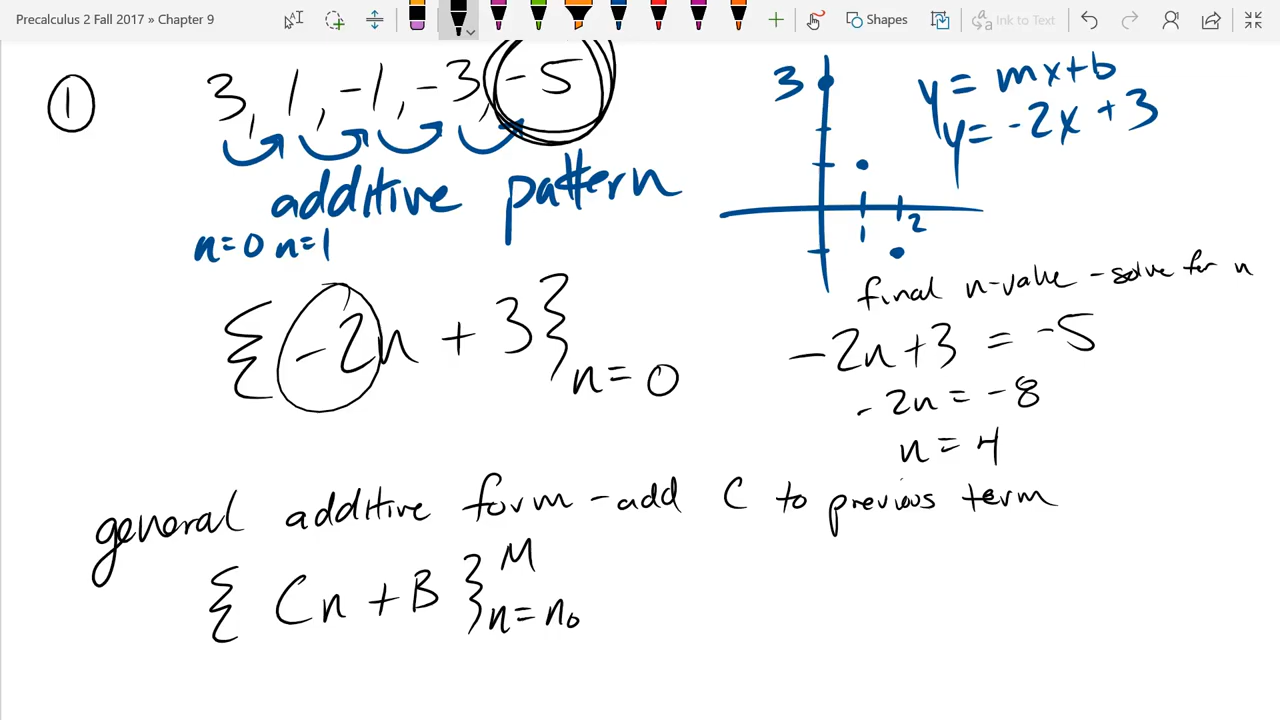 Precalculus 2 Fall 2017 » Chapter 9
Shapes
Ink to Text
① 3, 1, -1, -3, -5
additive pattern
n=0 n=1
{-2n + 3} n=0
3
1
2
y = mx+b
y = -2x + 3
final n-value - solve for n
-2n+3 = -5
-2n = -8
n = 4
general additive form - add C to previous term
{ Cn + B } M n=n₀